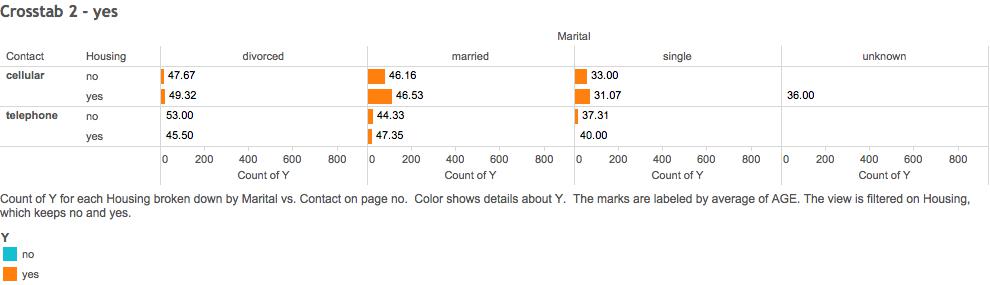 Crosstab 2 - yes
Marital
Contact Housing divorced married single unknown
cellular no 47.67 46.16 33.00
yes 49.32 46.53 31.07 36.00
telephone no 53.00 44.33 37.31
yes 45.50 47.35 40.00
0 200 400 600 800 0 200 400 600 800 0 200 400 600 800 0 200 400 600 800
Count of Y Count of Y Count of Y Count of Y
Count of Y for each Housing broken down by Marital vs. Contact on page no. Color shows details about Y. The marks are labeled by average of AGE. The view is filtered on Housing,
which keeps no and yes.
Y
no
yes